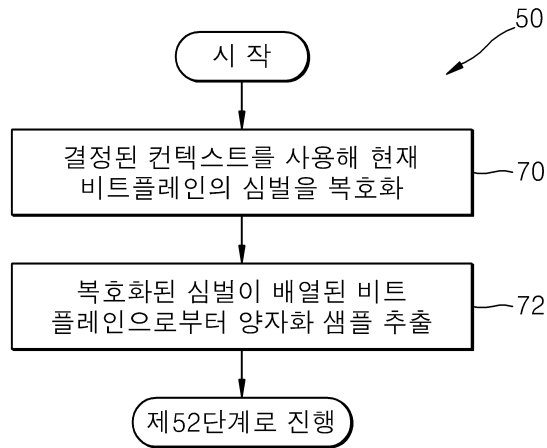 50
시 작
결정된 컨텍스트를 사용해 현재
비트플레인의 심벌을 복호화
70
복호화된 심벌이 배열된 비트
플레인으로부터 양자화 샘플 추출
72
제52단계로 진행